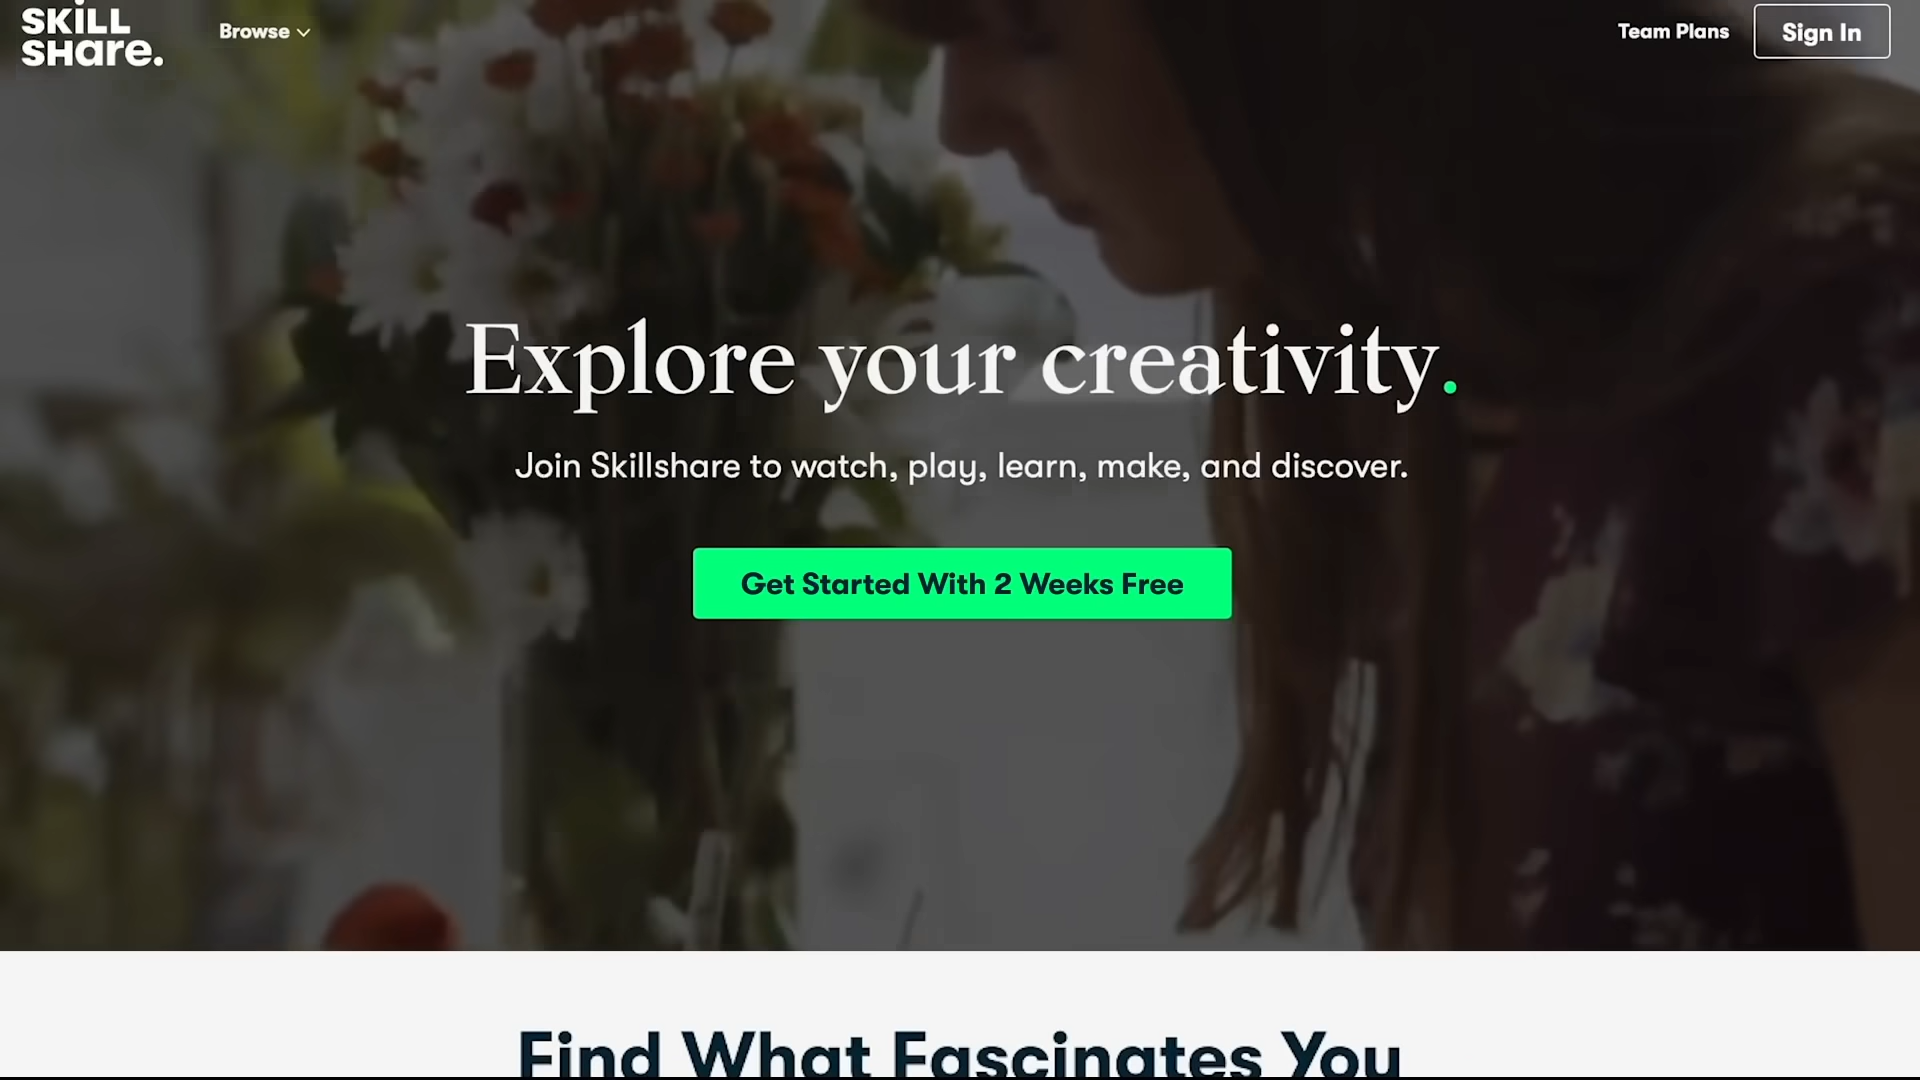 SKiLL
SHare.
Browse
Team Plans
Sign In
Explore your creativity.
Join Skillshare to watch, play, learn, make, and discover.
Get Started With 2 Weeks Free
Find What Fascinates You